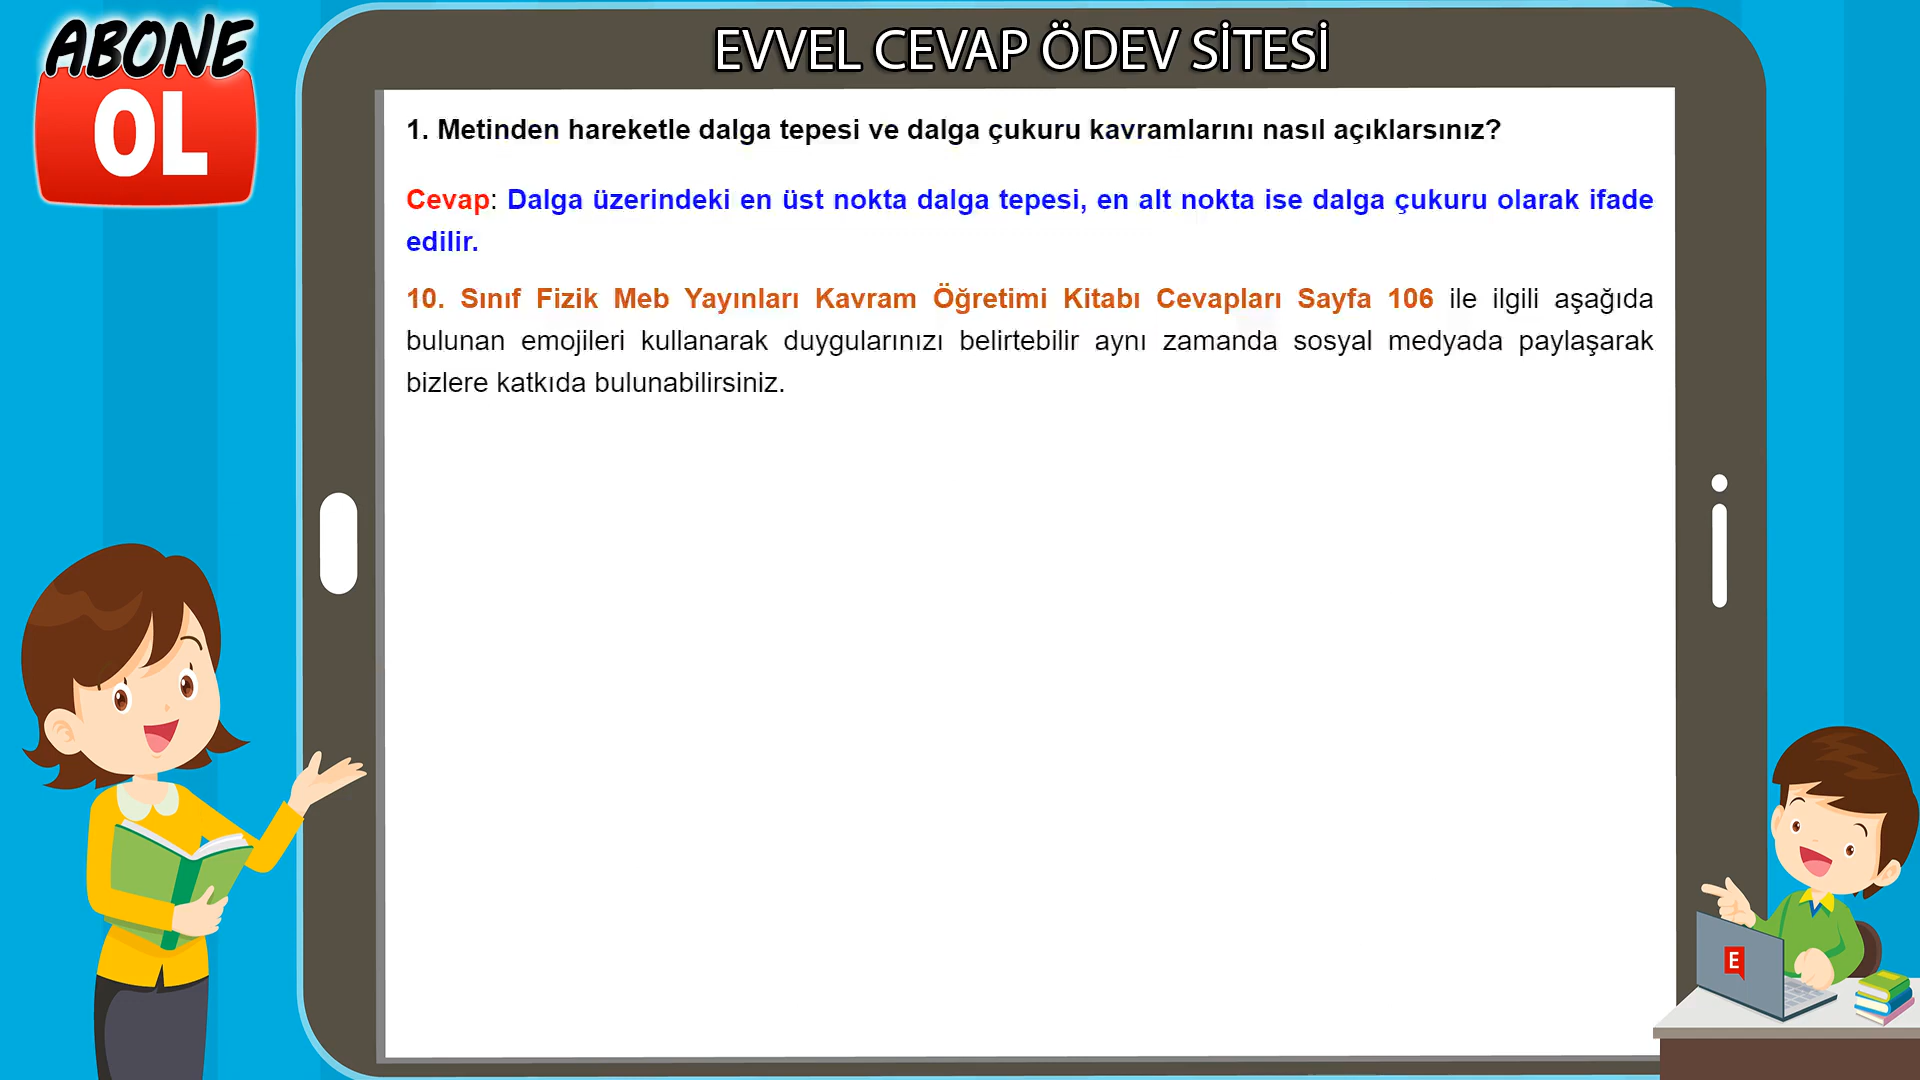 ABONE
OL
EVVEL CEVAP ÖDEV SİTESİ
1. Metinden hareketle dalga tepesi ve dalga çukuru kavramlarını nasıl açıklarsınız?
Cevap: Dalga üzerindeki en üst nokta dalga tepesi, en alt nokta ise dalga çukuru olarak ifade
edilir.
10. Sınıf Fizik Meb Yayınları Kavram Öğretimi Kitabı Cevapları Sayfa 106 ile ilgili aşağıda
bulunan emojileri kullanarak duygularınızı belirtebilir aynı zamanda sosyal medyada paylaşarak
bizlere katkıda bulunabilirsiniz.
E